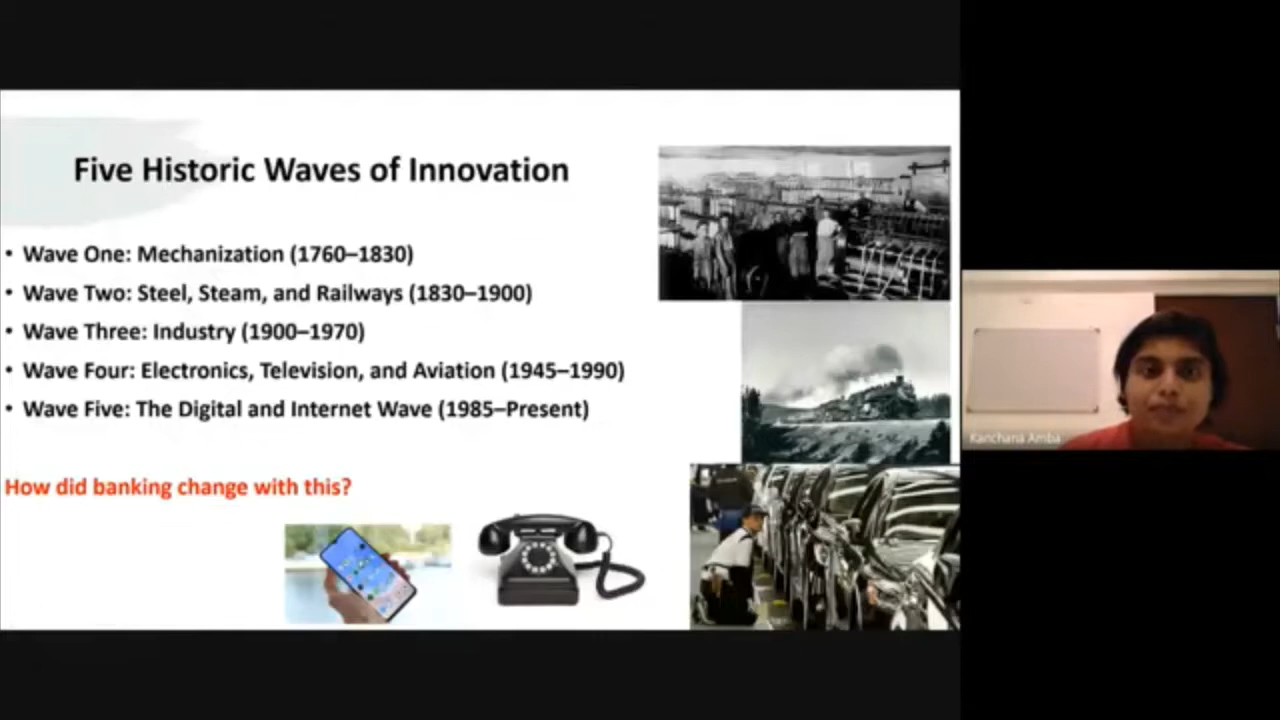 Five Historic Waves of Innovation
• Wave One: Mechanization (1760–1830)
• Wave Two: Steel, Steam, and Railways (1830–1900)
• Wave Three: Industry (1900–1970)
• Wave Four: Electronics, Television, and Aviation (1945–1990)
• Wave Five: The Digital and Internet Wave (1985–Present)
How did banking change with this?
Kanchana Amba